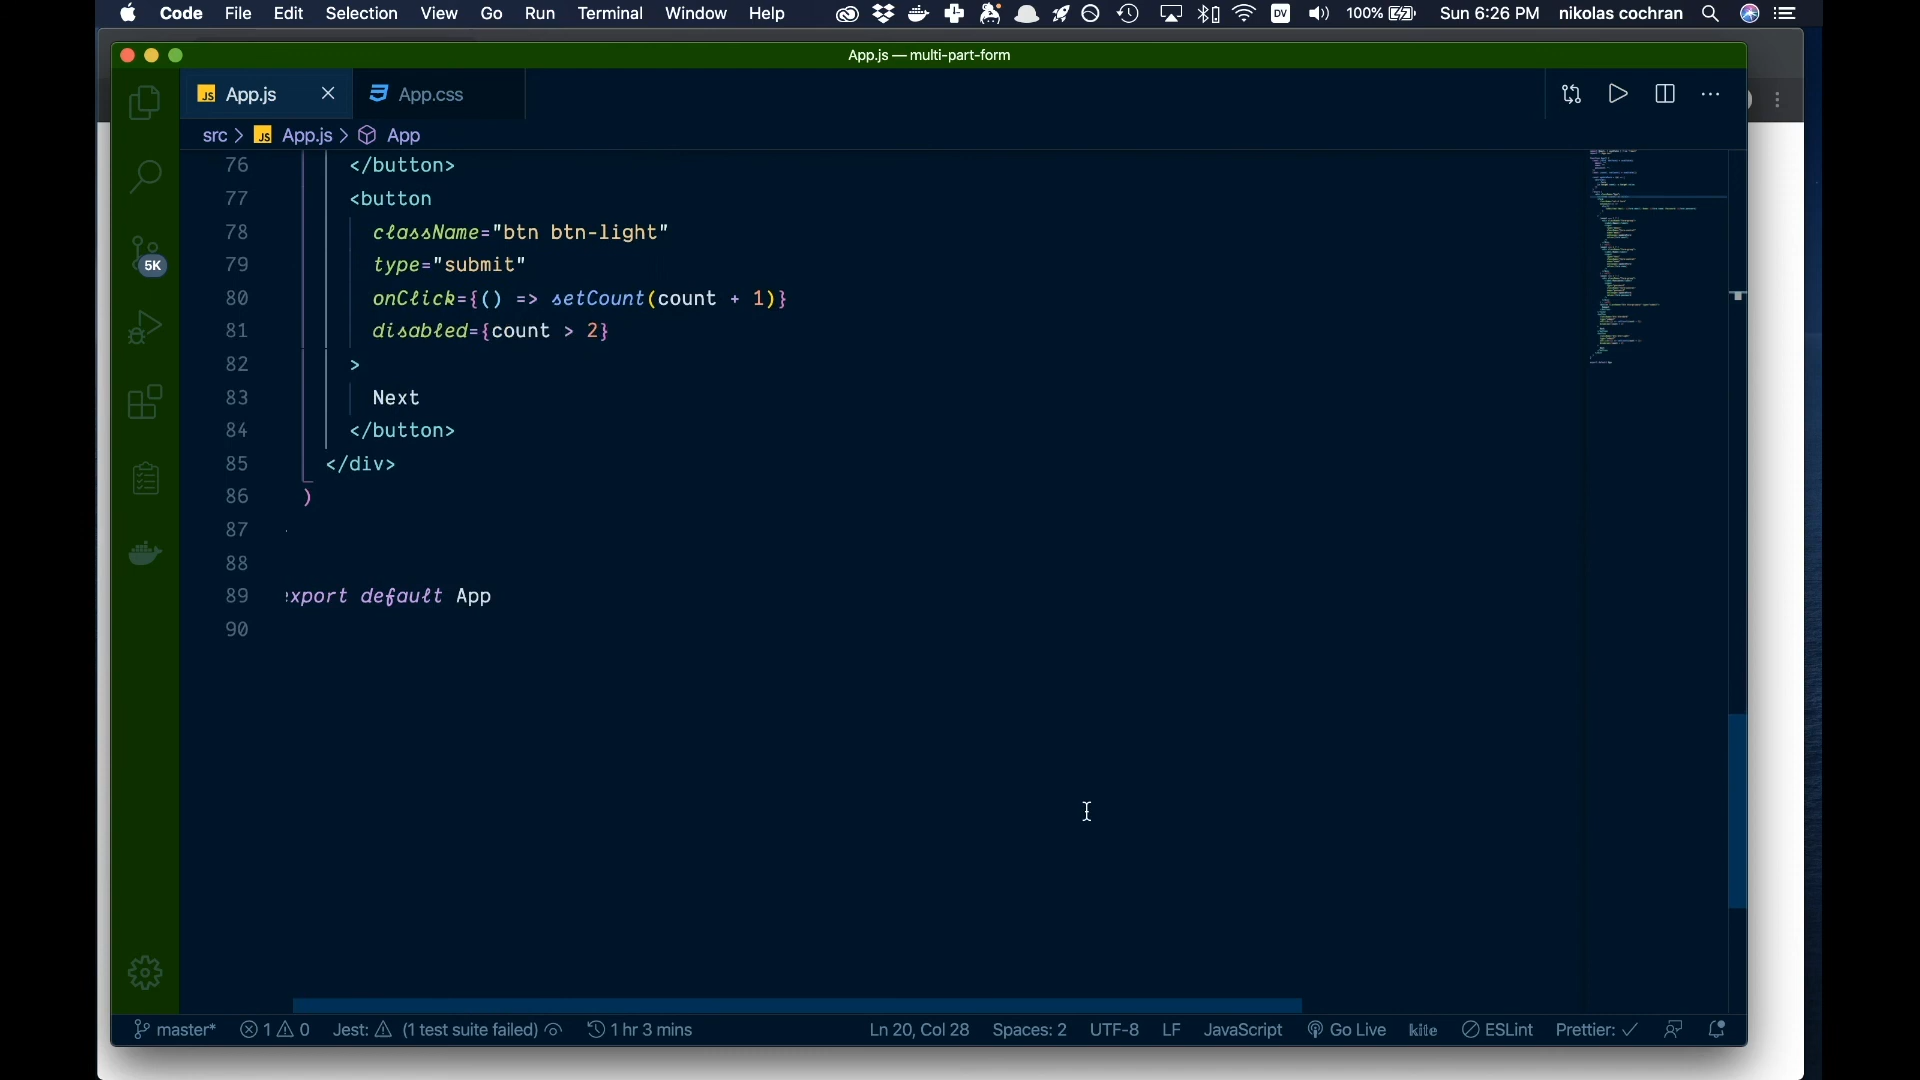 Code File Edit Selection View Go Run Terminal Window Help DV 100% Sun 6:26 PM nikolas cochran
App.js — multi-part-form
JS App.js App.css
src > JS App.js > App
76 </button>
77 <button
78 className="btn btn-light"
79 type="submit"
80 onClick={() => setCount(count + 1)}
81 disabled={count > 2}
82 >
83 Next
84 </button>
85 </div>
86 )
87
88
89 export default App
90
5K
master* 1 0 Jest: (1 test suite failed) 1 hr 3 mins Ln 20, Col 28 Spaces: 2 UTF-8 LF JavaScript Go Live kite ESLint Prettier: ✓